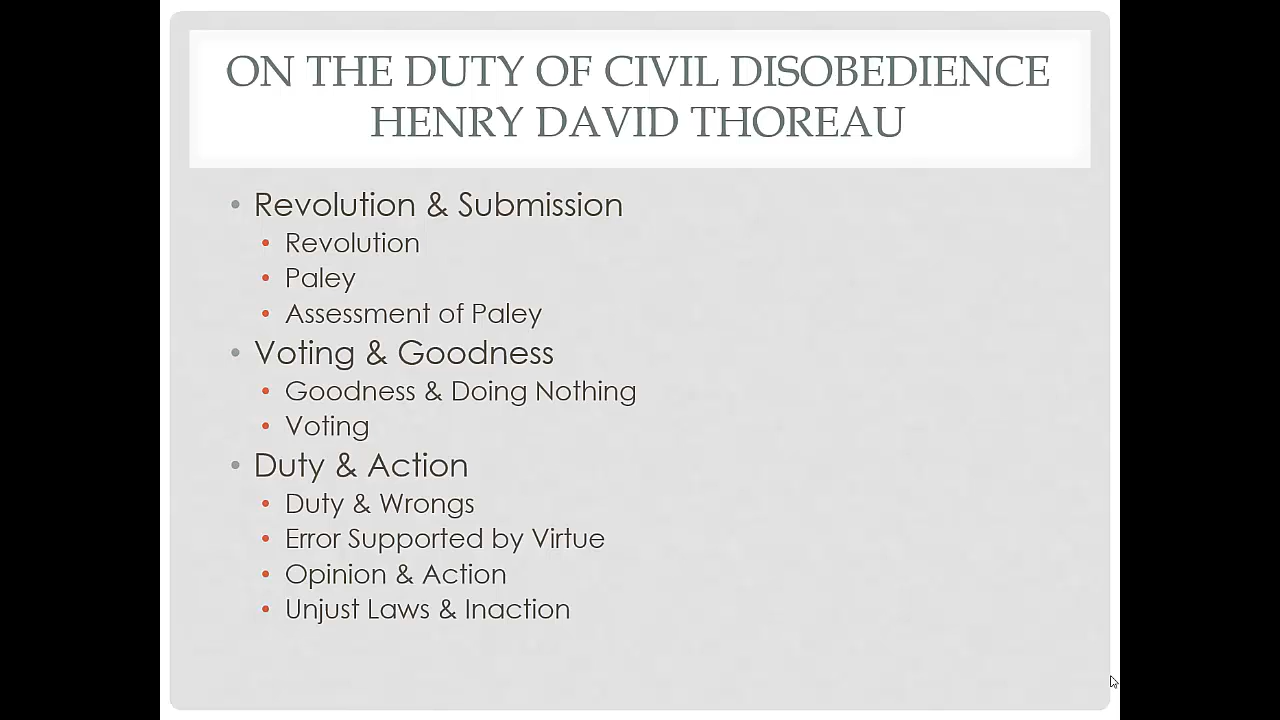 ON THE DUTY OF CIVIL DISOBEDIENCE
HENRY DAVID THOREAU
• Revolution & Submission
• Revolution
• Paley
• Assessment of Paley
• Voting & Goodness
• Goodness & Doing Nothing
• Voting
• Duty & Action
• Duty & Wrongs
• Error Supported by Virtue
• Opinion & Action
• Unjust Laws & Inaction